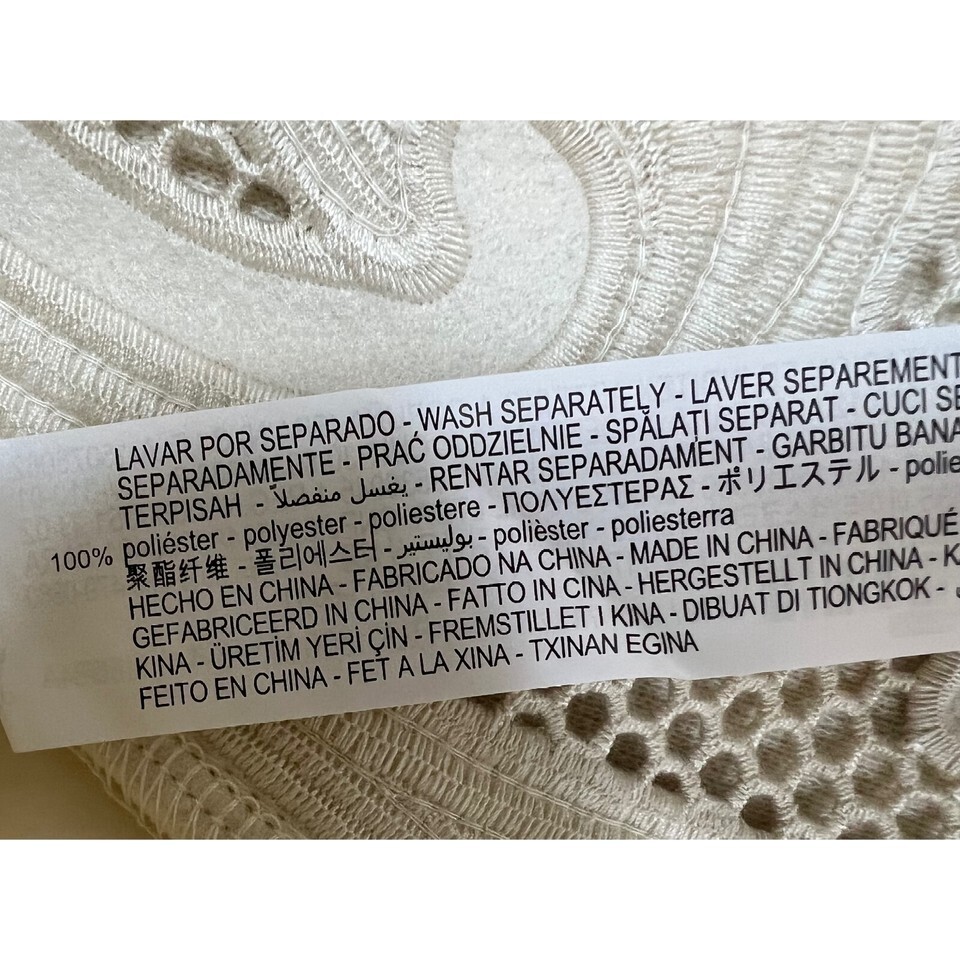 LAVAR POR SEPARADO - WASH SEPARATELY - LAVER SEPAREMENT
SEPARADAMENTE - PRAĆ ODDZIELNIE - SPĂLAȚI SEPARAT - CUCI SE
TERPISAH - يغسل منفصلاً - RENTAR SEPARADAMENT - GARBITU BANA
100% poliéster - polyester - poliestere - ΠΟΛΥΕΣΤΕΡΑΣ - ポリエステル - polie
聚酯纤维 - 폴리에스터 - بوليستير - polièster - poliesterra
HECHO EN CHINA - FABRICADO NA CHINA - MADE IN CHINA - FABRIQUÉ
GEFABRICEERD IN CHINA - FATTO IN CINA - HERGESTELLT IN CHINA - K
KINA - ÜRETİM YERİ ÇİN - FREMSTILLET I KINA - DIBUAT DI TIONGKOK -
FEITO EN CHINA - FET A LA XINA - TXINAN EGINA